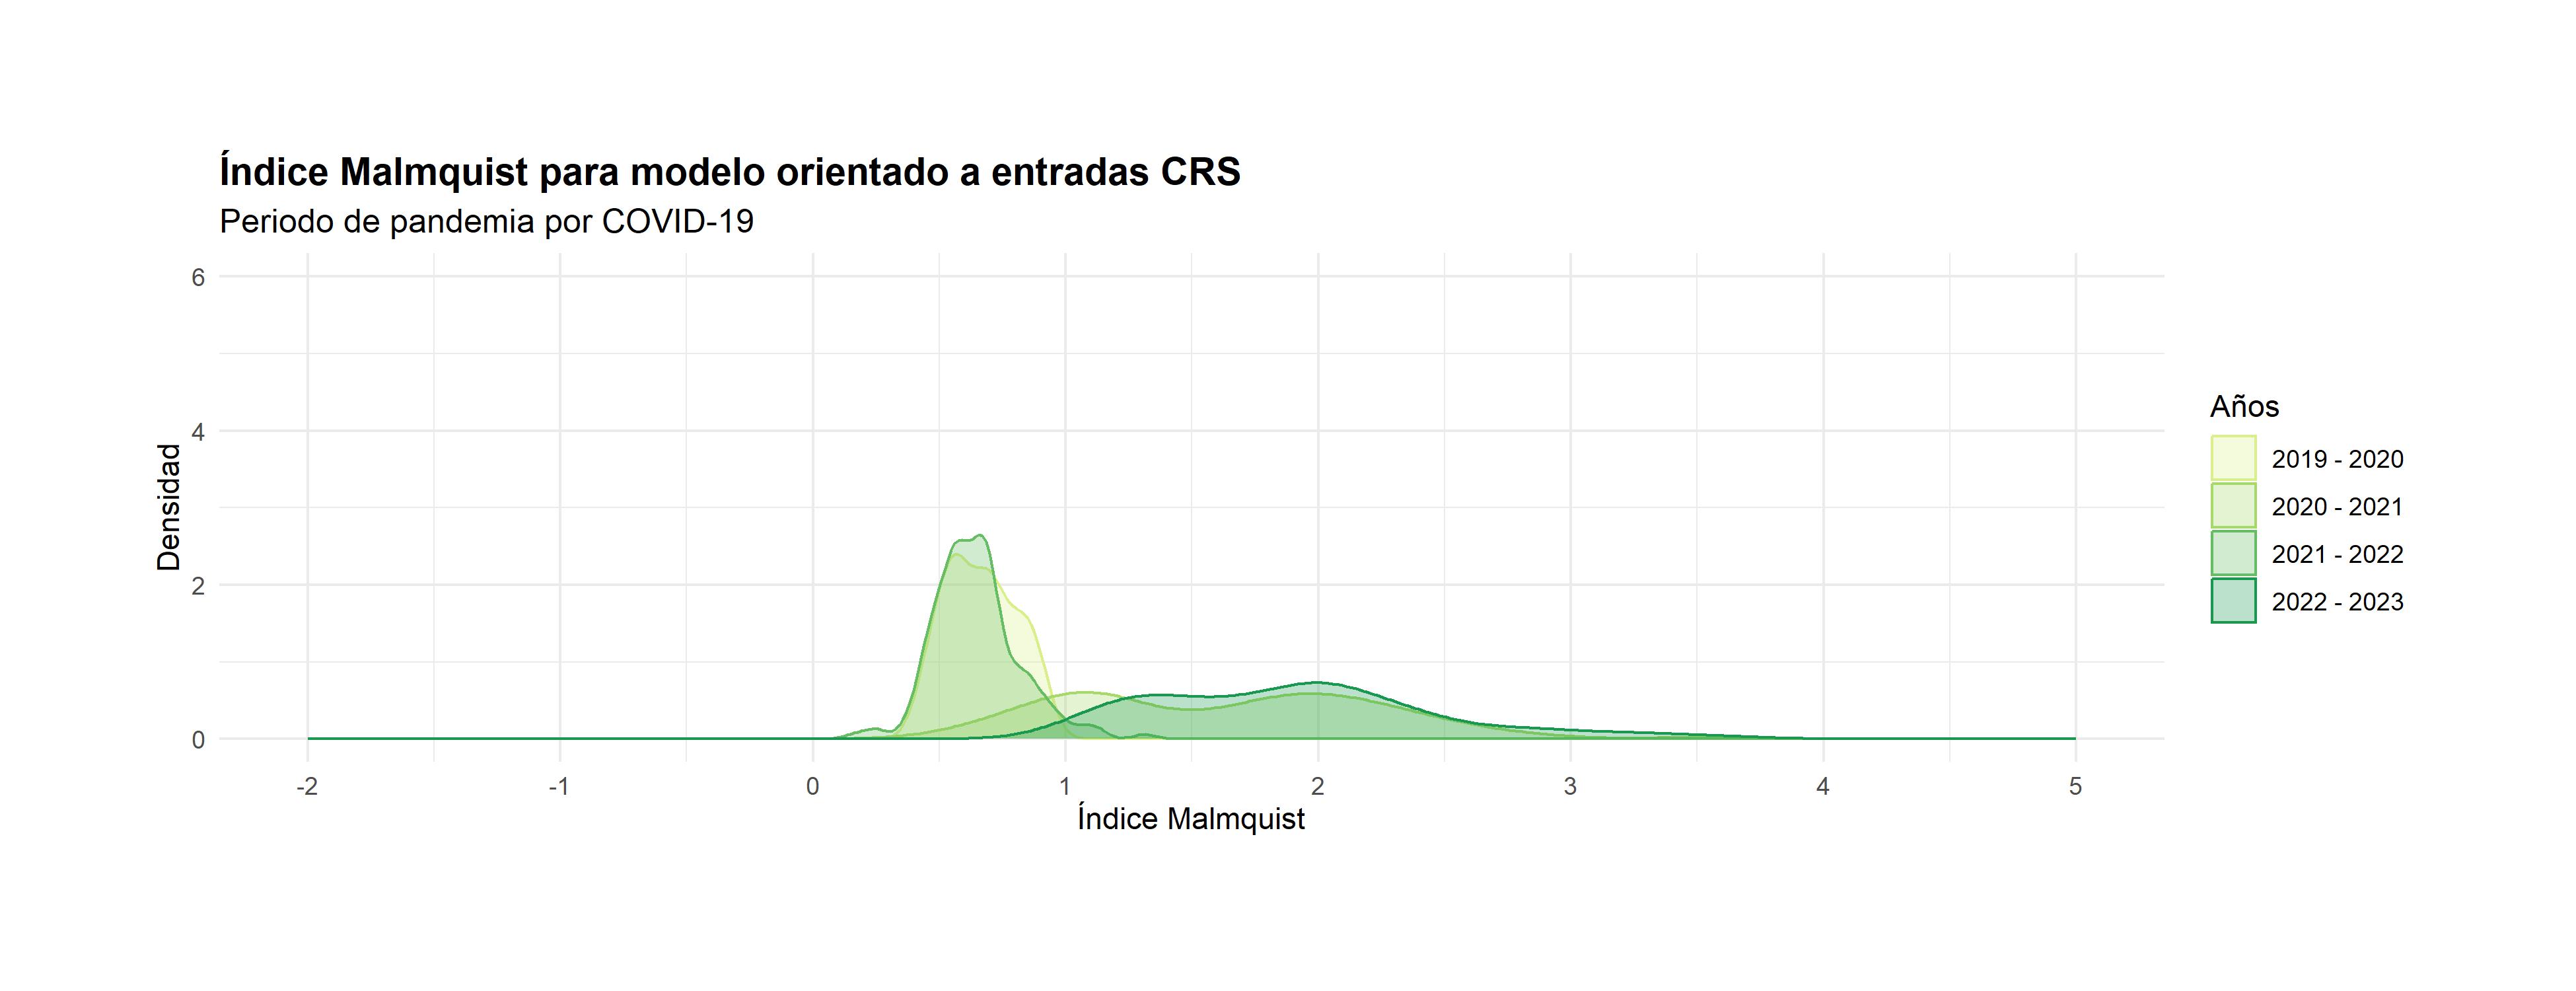 Índice Malmquist para modelo orientado a entradas CRS
Periodo de pandemia por COVID-19
6
4
2
0
Densidad
-2 -1 0 1 2 3 4 5
Índice Malmquist
Años
2019 - 2020
2020 - 2021
2021 - 2022
2022 - 2023